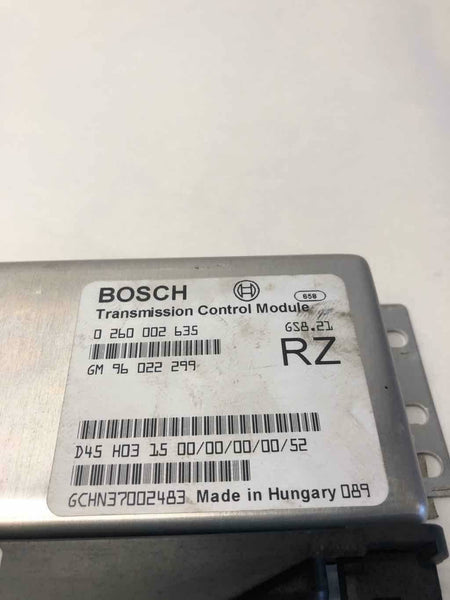 BOSCH 658
Transmission Control Module
0 260 002 635 GS8.21
RZ
GM 96 022 299
D45 H03 15 00/00/00/00/52
GCHN37002483 Made in Hungary 089